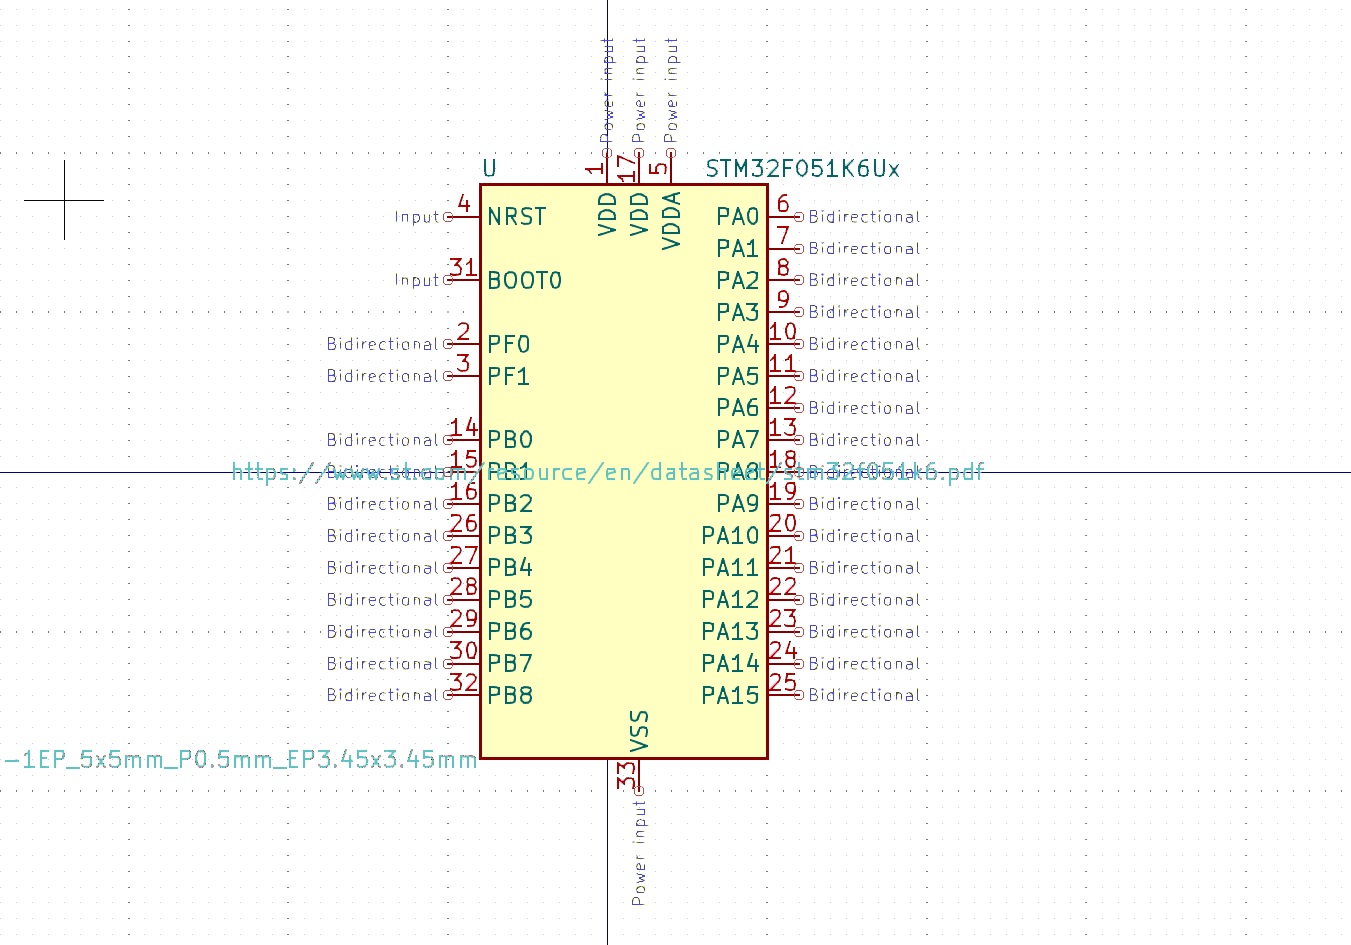 Power input Power input Power input
1 17 5
U STM32F051K6Ux
VDD VDD VDDA
Input 4 NRST PA0 6 Bidirectional
PA1 7 Bidirectional
Input 31 BOOT0 PA2 8 Bidirectional
PA3 9 Bidirectional
Bidirectional 2 PF0 PA4 10 Bidirectional
Bidirectional 3 PF1 PA5 11 Bidirectional
PA6 12 Bidirectional
Bidirectional 14 PB0 PA7 13 Bidirectional
Bidirectional 15 PB1 PA8 18 Bidirectional
https://www.st.com/resource/en/datasheet/stm32f051k6.pdf
Bidirectional 16 PB2 PA9 19 Bidirectional
Bidirectional 26 PB3 PA10 20 Bidirectional
Bidirectional 27 PB4 PA11 21 Bidirectional
Bidirectional 28 PB5 PA12 22 Bidirectional
Bidirectional 29 PB6 PA13 23 Bidirectional
Bidirectional 30 PB7 PA14 24 Bidirectional
Bidirectional 32 PB8 PA15 25 Bidirectional
VSS
-1EP_5x5mm_P0.5mm_EP3.45x3.45mm
33
Power input